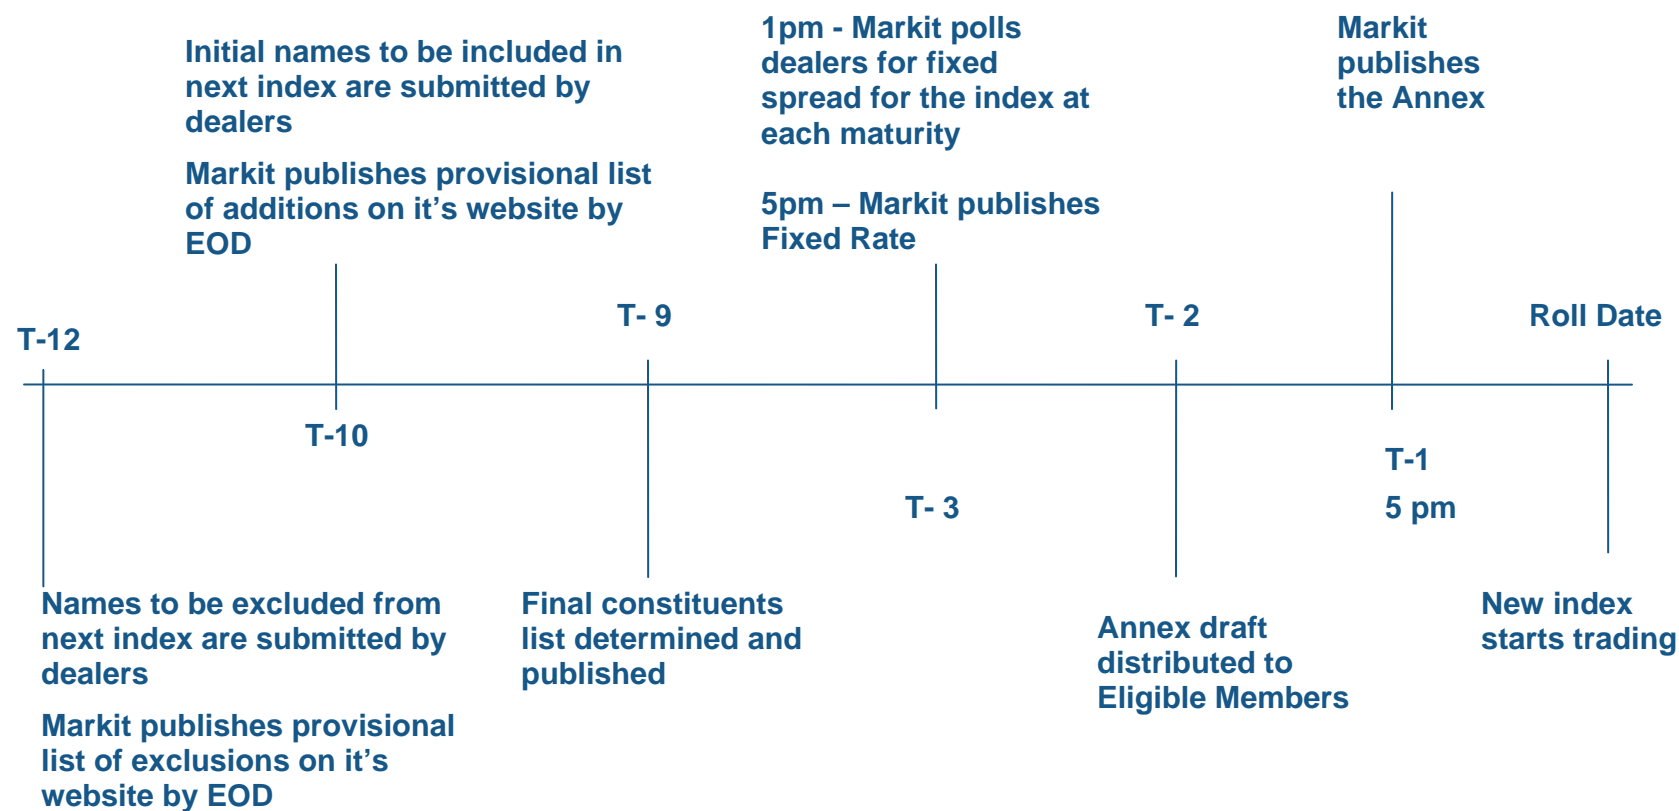 Initial names to be included in
next index are submitted by
dealers
Markit publishes provisional list
of additions on it’s website by
EOD
1pm - Markit polls
dealers for fixed
spread for the index at
each maturity
5pm – Markit publishes
Fixed Rate
Markit
publishes
the Annex
T-12
T- 9
T- 2
Roll Date
T-10
T- 3
T-1
5 pm
Names to be excluded from
next index are submitted by
dealers
Markit publishes provisional
list of exclusions on it’s
website by EOD
Final constituents
list determined and
published
Annex draft
distributed to
Eligible Members
New index
starts trading